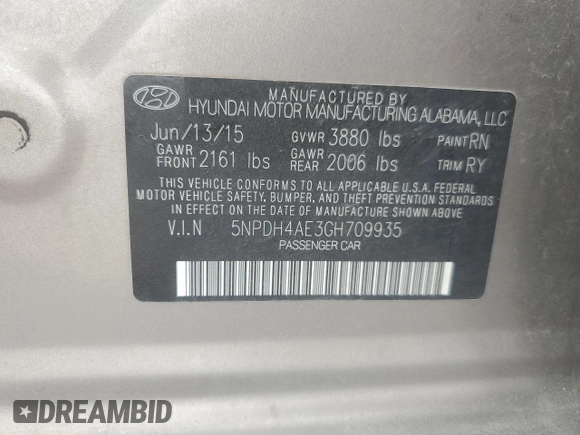 MANUFACTURED BY
HYUNDAI MOTOR MANUFACTURING ALABAMA, LLC
Jun/13/15 GVWR 3880 lbs PAINT RN
GAWR FRONT 2161 lbs GAWR REAR 2006 lbs TRIM RY
THIS VEHICLE CONFORMS TO ALL APPLICABLE U.S.A. FEDERAL
MOTOR VEHICLE SAFETY, BUMPER, AND THEFT PREVENTION STANDARDS
IN EFFECT ON THE DATE OF MANUFACTURE SHOWN ABOVE.
V.I.N 5NPDH4AE3GH709935
PASSENGER CAR
DREAMBID